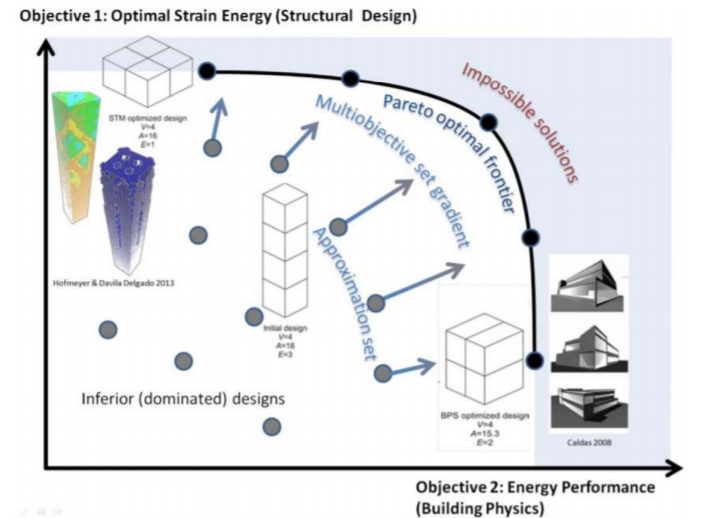 Objective 1: Optimal Strain Energy (Structural Design)
STM optimized design
V=4
A=16
E=1
Impossible solutions
Pareto optimal frontier
Multiobjective set gradient
Approximation set
Hofmeyer & Davila Delgado 2013
Initial design
V=4
A=18
E=3
Inferior (dominated) designs
BPS optimized design
V=4
A=15.3
E=2
Caldas 2008
Objective 2: Energy Performance
(Building Physics)